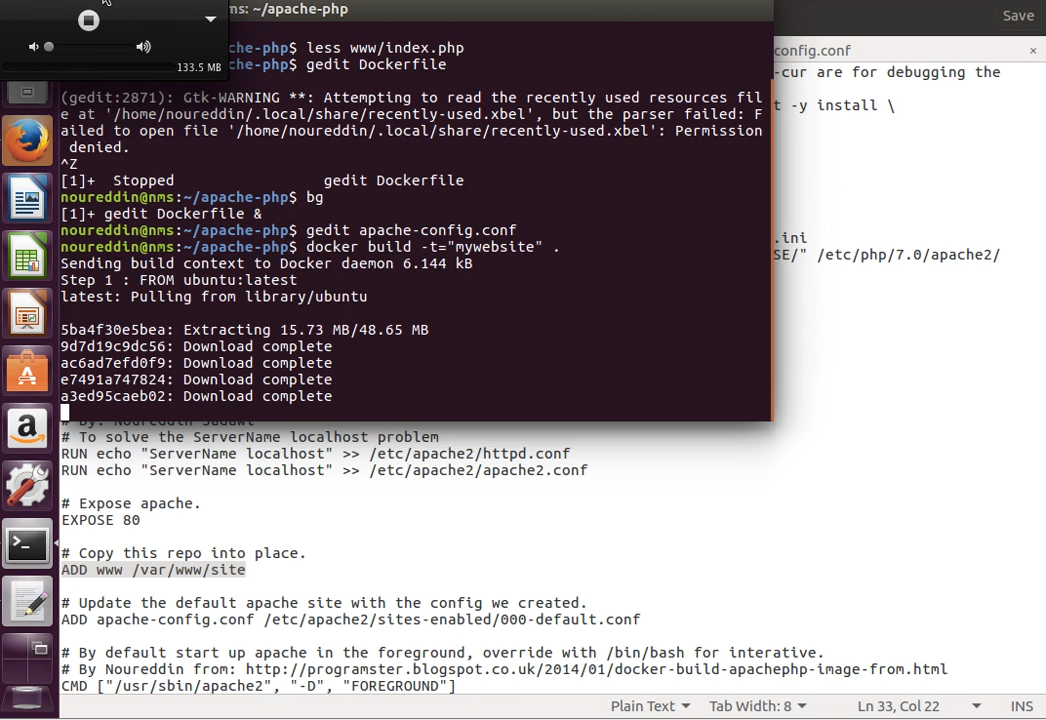 ms: ~/apache-php
Save
133.5 MB
che-php$ less www/index.php
che-php$ gedit Dockerfile
(gedit:2871): Gtk-WARNING **: Attempting to read the recently used resources fil
e at '/home/noureddin/.local/share/recently-used.xbel', but the parser failed: F
ailed to open file '/home/noureddin/.local/share/recently-used.xbel': Permission
denied.
^Z
[1]+  Stopped                 gedit Dockerfile
noureddin@nms:~/apache-php$ bg
[1]+ gedit Dockerfile &
noureddin@nms:~/apache-php$ gedit apache-config.conf
noureddin@nms:~/apache-php$ docker build -t="mywebsite" .
Sending build context to Docker daemon 6.144 kB
Step 1 : FROM ubuntu:latest
latest: Pulling from library/ubuntu
5ba4f30e5bea: Extracting 15.73 MB/48.65 MB
9d7d19c9dc56: Download complete
ac6ad7efd0f9: Download complete
e7491a747824: Download complete
a3ed95caeb02: Download complete
config.conf ×
-cur are for debugging the
t -y install \
.ini
SE/" /etc/php/7.0/apache2/
# By: Noureddin Sadawi
# To solve the ServerName localhost problem
RUN echo "ServerName localhost" >> /etc/apache2/httpd.conf
RUN echo "ServerName localhost" >> /etc/apache2/apache2.conf
# Expose apache.
EXPOSE 80
# Copy this repo into place.
ADD www /var/www/site
# Update the default apache site with the config we created.
ADD apache-config.conf /etc/apache2/sites-enabled/000-default.conf
# By default start up apache in the foreground, override with /bin/bash for interative.
# By Noureddin from: http://programster.blogspot.co.uk/2014/01/docker-build-apachephp-image-from.html
CMD ["/usr/sbin/apache2", "-D", "FOREGROUND"]
Plain Text Tab Width: 8 Ln 33, Col 22 INS